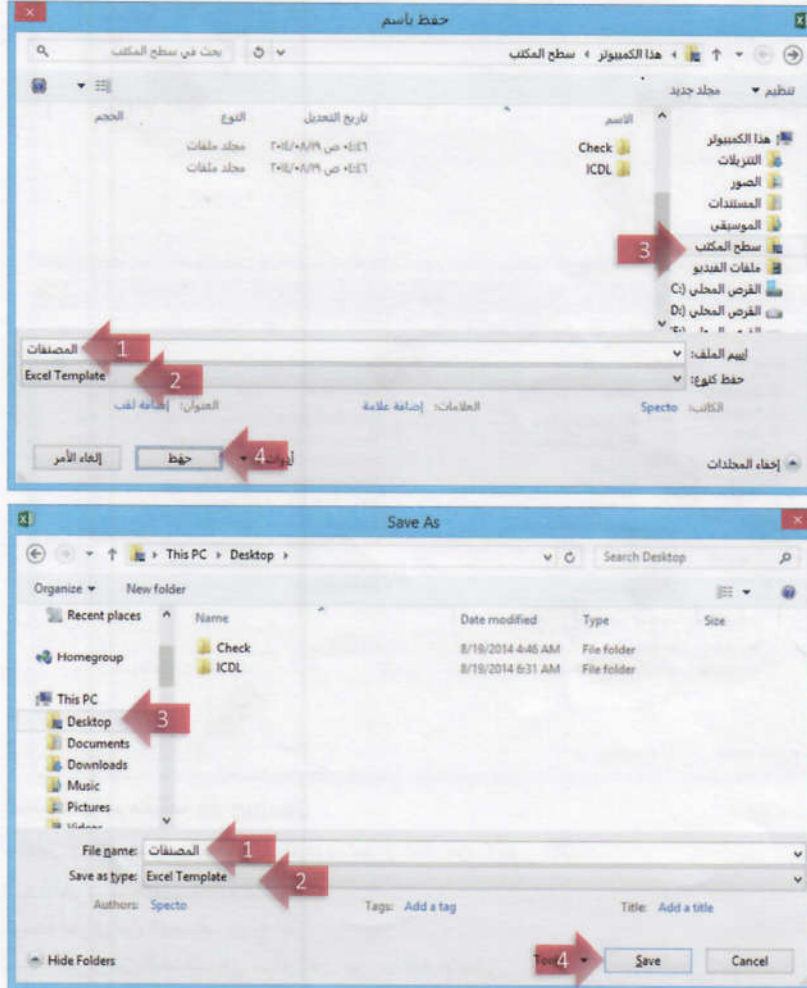 حفظ باسم
هذا الكمبيوتر سطح المكتب بحث في سطح المكتب
تنظيم مجلد جديد
الاسم تاريخ التعديل النوع الحجم
هذا الكمبيوتر
التنزيلات
الصور
المستندات
الموسيقى
سطح المكتب
ملفات الفيديو
القرص المحلي (C:)
القرص المحلي (D:)
Check ٠٤:٤٦ ص ٢٠١٤/٠٨/١٩ مجلد ملفات
ICDL مجلد ملفات
3
اسم الملف: المصنفات 1
حفظ كنوع: Excel Template 2
الكاتب: Specto العلامات: إضافة علامة العنوان: إضافة لقب
إخفاء المجلدات 4 حفظ إلغاء الأمر
Save As
This PC Desktop Search Desktop
Organize New folder
Name Date modified Type Size
Check 8/19/2014 4:46 AM File folder
ICDL 8/19/2014 6:31 AM File folder
Recent places
Homegroup
This PC
Desktop 3
Documents
Downloads
Music
Pictures
Videos
File name: المصنفات 1
Save as type: Excel Template 2
Authors: Specto Tags: Add a tag Title: Add a title
Hide Folders 4 Save Cancel